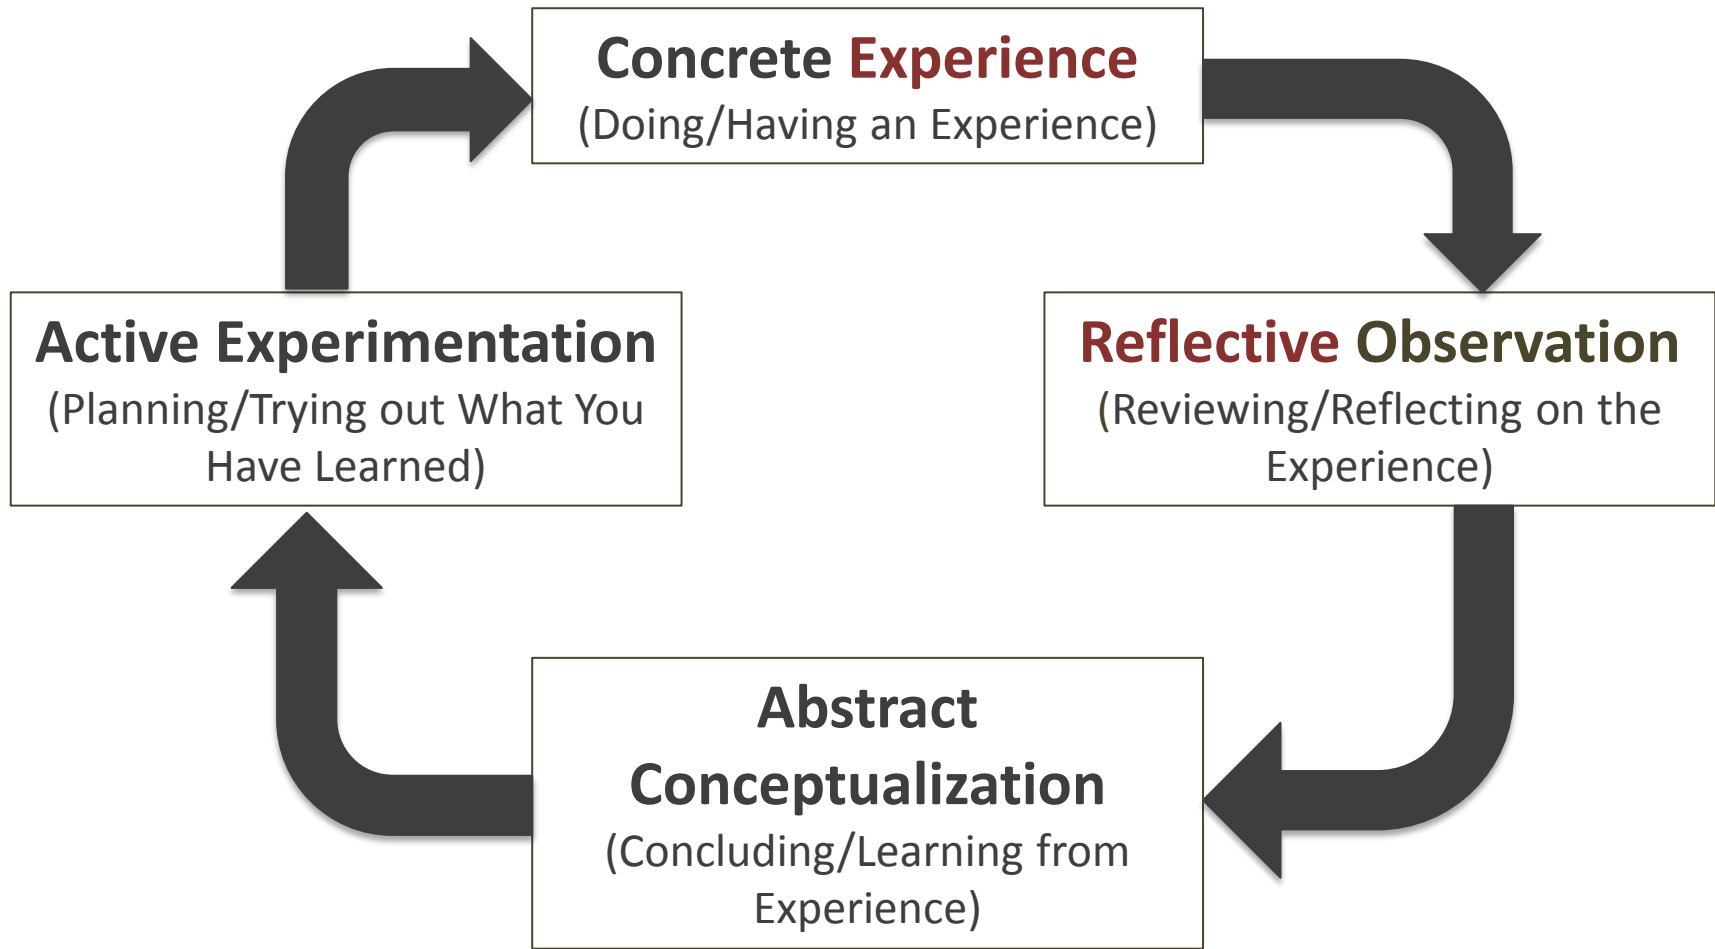 Concrete Experience
(Doing/Having an Experience)
Active Experimentation
(Planning/Trying out What You
Have Learned)
Reflective Observation
(Reviewing/Reflecting on the
Experience)
Abstract
Conceptualization
(Concluding/Learning from
Experience)